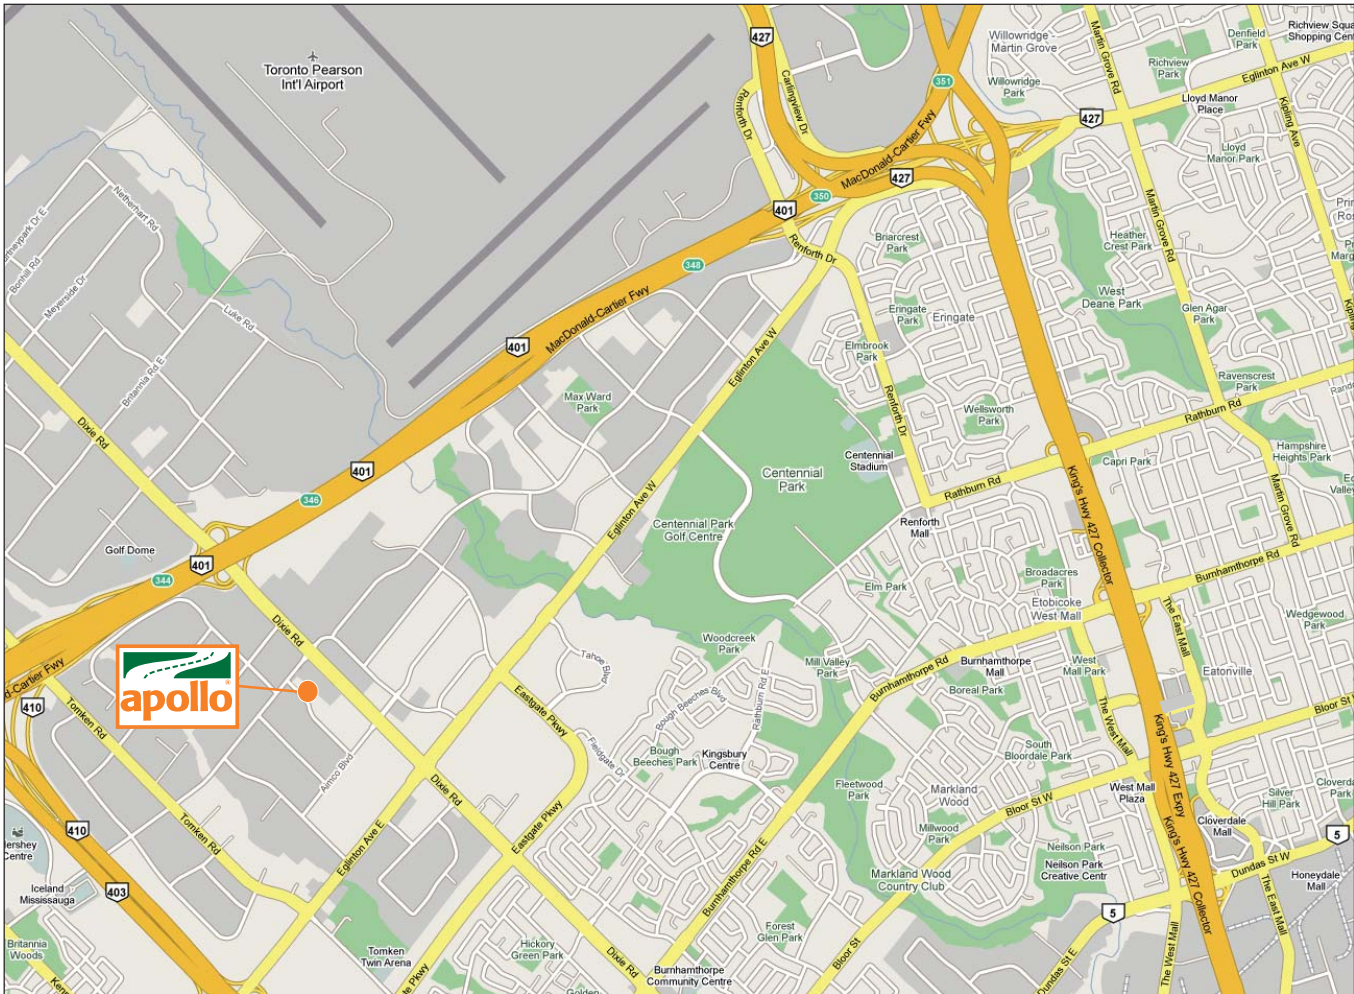 427
Willowridge -
Martin Grove
Martin Grove Rd
Denfield
Park
Richview
Shopping
Toronto Pearson
Int'l Airport
Renforth Dr
Carlingview Dr
351
Willowridge
Park
Richview
Park
Eglinton Ave W
MacDonald-Cartier Fwy
427
Lloyd Manor
Place
Kipling Ave
Lloyd
Manor Park
427
350
401
Netherhart Rd
Martin Grove Rd
Bonhill Rd
Meyerside Dr
Renforth Dr
Briarcrest
Park
Heather
Crest Park
348
MacDonald-Cartier Fwy
West
Deane Park
Luke Rd
Eringate
Park
Eringate
Glen Agar
Park
401
Eglinton Ave W
Elmbrook
Park
Britannia Rd E
Max Ward
Park
Renforth Dr
Ravenscrest
Park
Dixie Rd
Wellsworth
Park
Rathburn Rd
401
Centennial
Park
Centennial
Stadium
Capri Park
Hampshire
Heights Park
346
Eglinton Ave W
Rathburn Rd
King's Hwy 427 Collector
Martin Grove Rd
Centennial Park
Golf Centre
Renforth
Mall
Golf Dome
401
344
Elm Park
Broadacres
Park
Burnhamthorpe Rd
Etobicoke
West Mall
The East Mall
Wedgewood
Park
Dixie Rd
Woodcreek
Park
Tahoe Blvd
Mill Valley
Park
Burnhamthorpe Rd
Burnhamthorpe
Mall
West
Mall Park
Eatonville
apollo
Boreal Park
410
Tomken Rd
Eastgate Pkwy
Bough Beeches Blvd
Rathburn Rd E
The West Mall
King's Hwy 427 Expy
Bloor St W
Fieldgate Dr
Bough
Beeches Park
Kingsbury
Centre
South
Bloordale Park
Aimco Blvd
Dixie Rd
Fleetwood
Park
Markland
Wood
Bloor St W
West Mall
Plaza
Silver
Hill Park
Eastgate Pkwy
Millwood
Park
Cloverdale
Mall
410
Tomken Rd
Eglinton Ave E
Burnhamthorpe Rd E
King's Hwy 427 Collector
5
Centre
Neilson Park
Neilson Park
Creative Centr
Markland Wood
Country Club
Dundas St W
Iceland
Mississauga
403
The East Mall
Honeydale
Mall
5
Forest
Glen Park
Britannia
Woods
Tomken
Twin Arena
Hickory
Green Park
Dixie Rd
Bloor St
Dundas St E
The West Mall
Burnhamthorpe
Community Centre